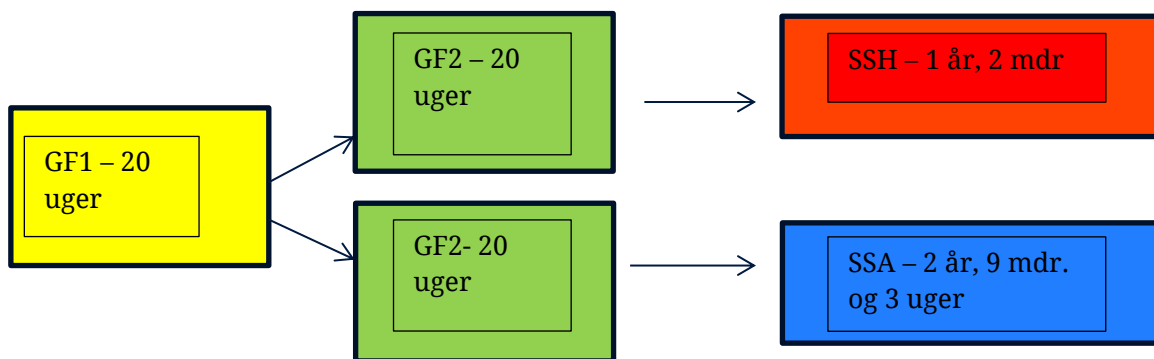 GF1 – 20
uger
GF2 – 20
uger
SSH – 1 år, 2 mdr
GF2- 20
uger
SSA – 2 år, 9 mdr.
og 3 uger